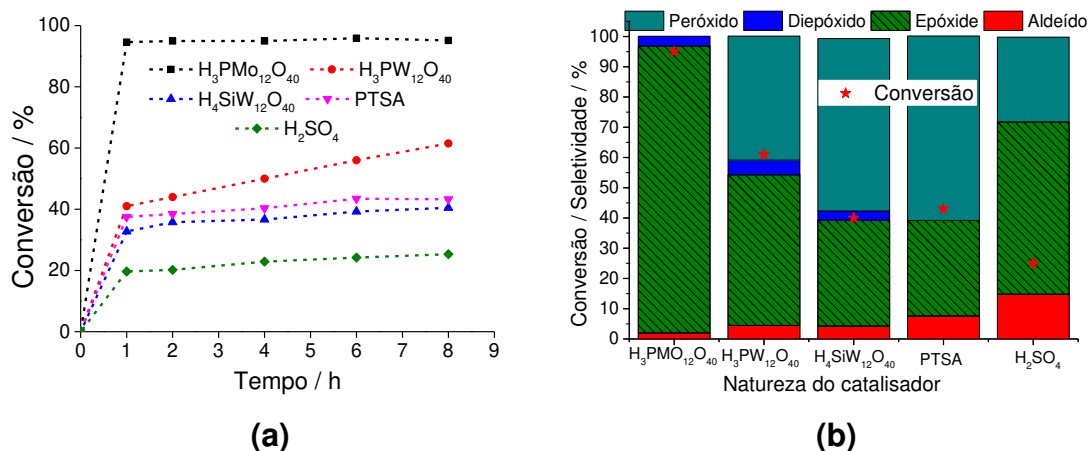 100
80
60
40
20
0
Conversão / %
H₃PMo₁₂O₄₀
H₃PW₁₂O₄₀
H₄SiW₁₂O₄₀
PTSA
H₂SO₄
0 1 2 3 4 5 6 7 8 9
Tempo / h
(a)
Peróxido Diepóxido Epóxide Aldeído
100
90
80
70
60
50
40
30
20
10
0
Conversão / Seletividade / %
Conversão
H₃PMO₁₂O₄₀ H₃PW₁₂O₄₀ H₄SiW₁₂O₄₀ PTSA H₂SO₄
Natureza do catalisador
(b)